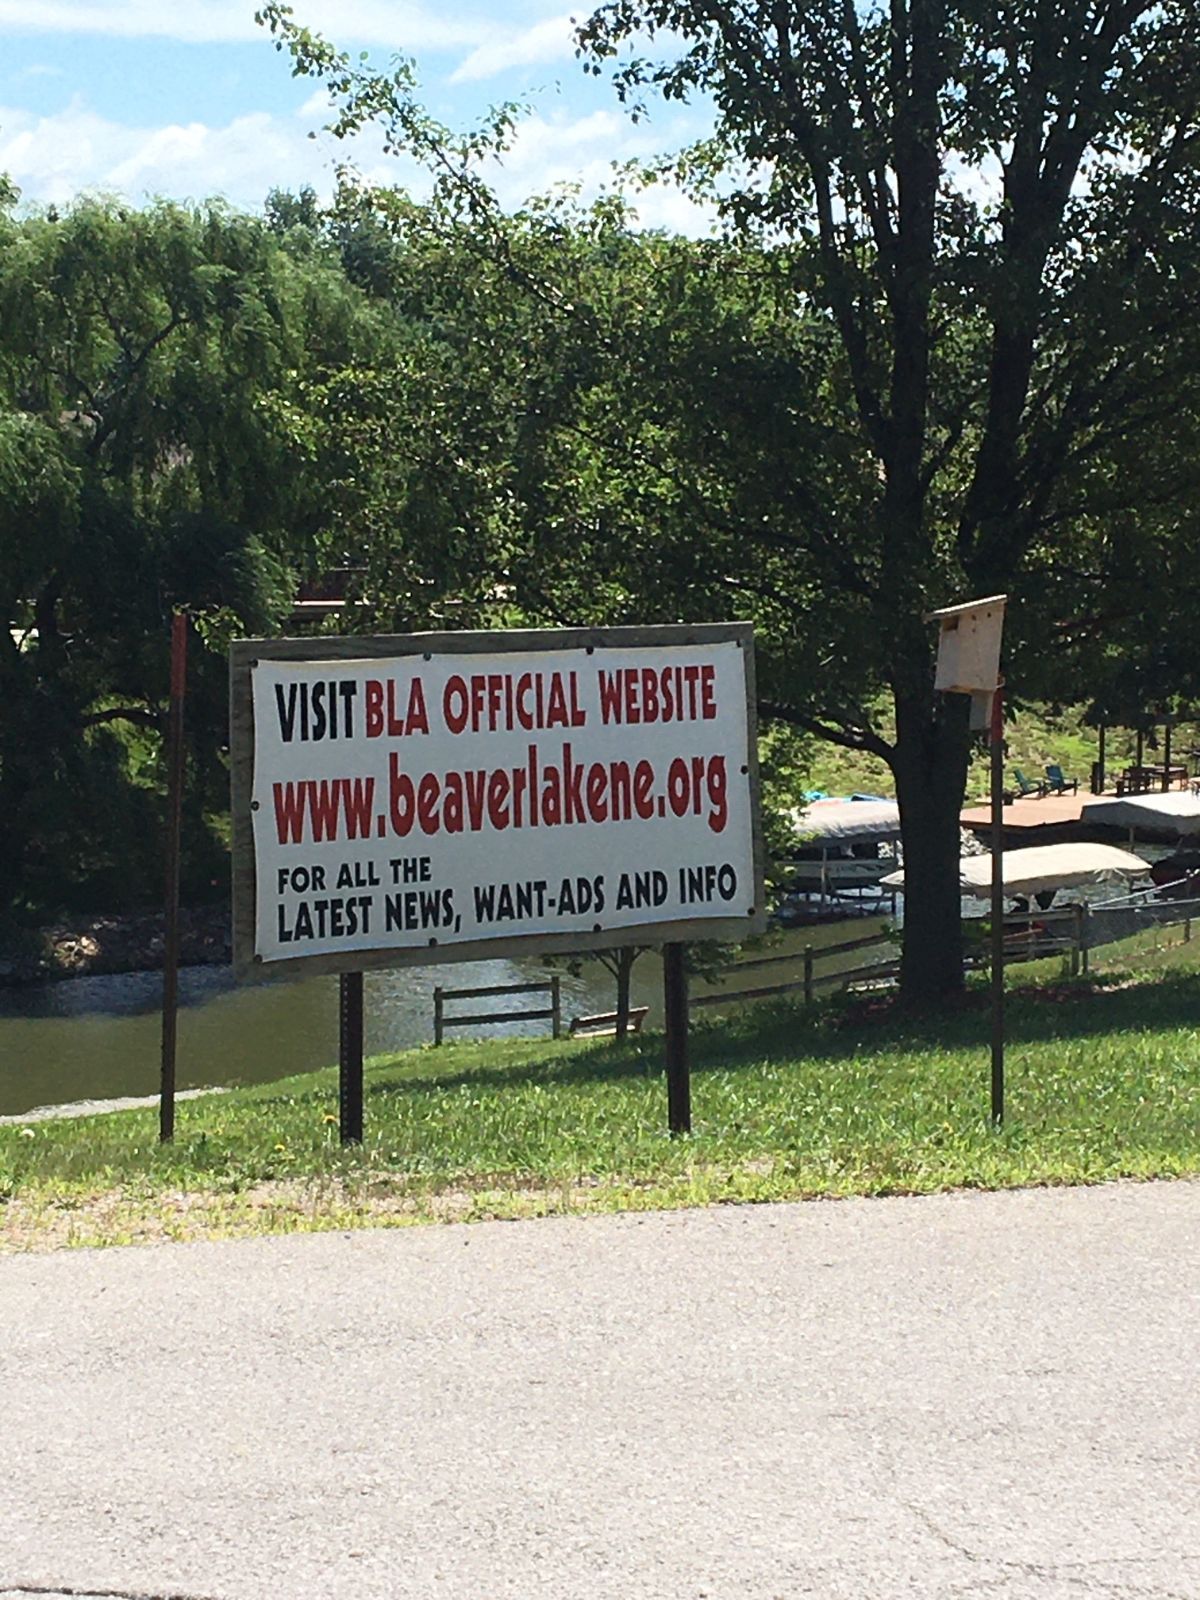 VISIT BLA OFFICIAL WEBSITE
www.beaverlakene.org
FOR ALL THE
LATEST NEWS, WANT-ADS AND INFO